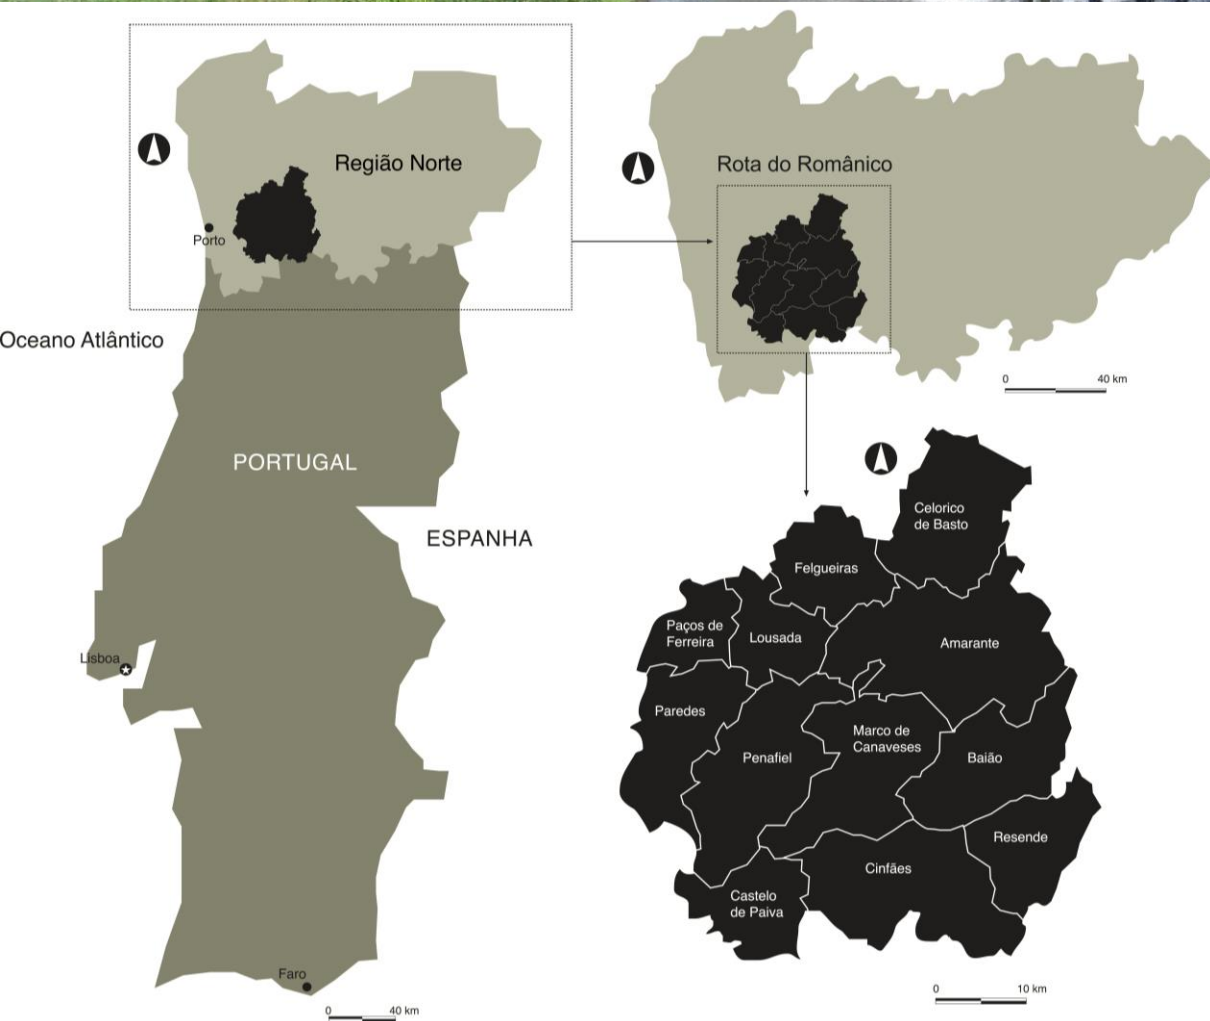 Região Norte
Porto
Oceano Atlântico
PORTUGAL
ESPANHA
Lisboa
Faro
0 40 km
Rota do Românico
0 40 km
Celorico
de Basto
Felgueiras
Paços de
Ferreira
Lousada
Amarante
Paredes
Marco de
Canaveses
Penafiel
Baião
Resende
Cinfães
Castelo
de Paiva
0 10 km